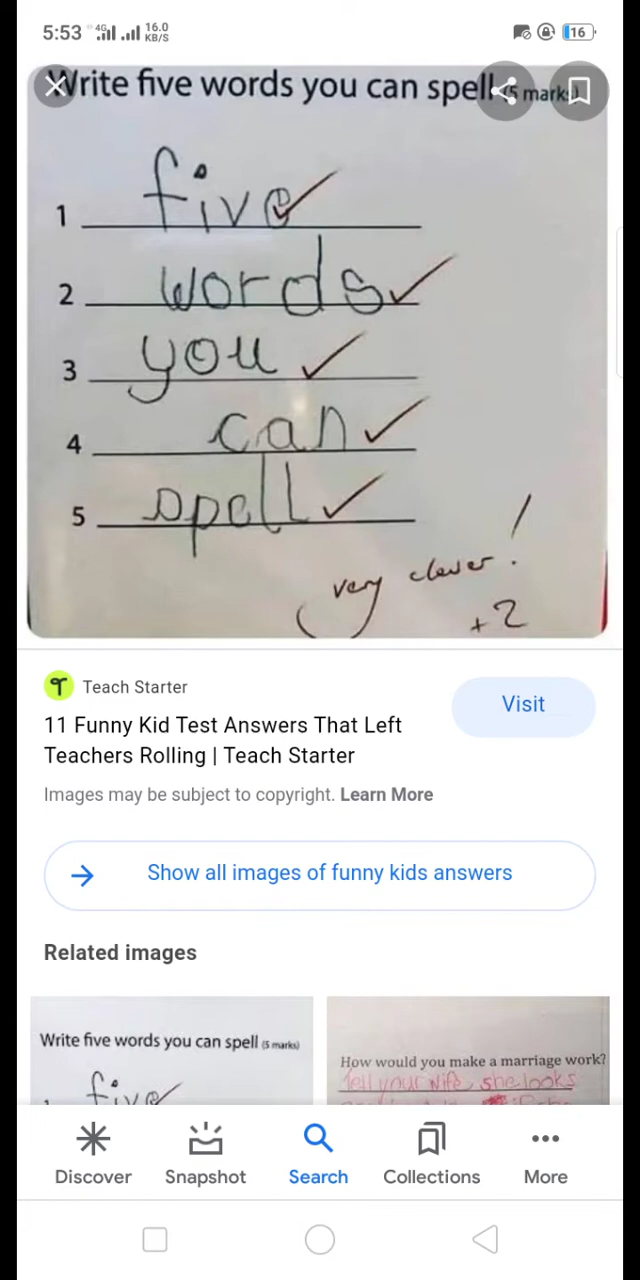 5:53 4G 16.0 KB/S 16
Write five words you can spell (5 marks)
1 five
2 words
3 you
4 can
5 spell
very clever!
+2
Teach Starter
Visit
11 Funny Kid Test Answers That Left
Teachers Rolling | Teach Starter
Images may be subject to copyright. Learn More
Show all images of funny kids answers
Related images
Write five words you can spell (5 marks)
five
How would you make a marriage work?
Tell your wife she looks
Discover Snapshot Search Collections More